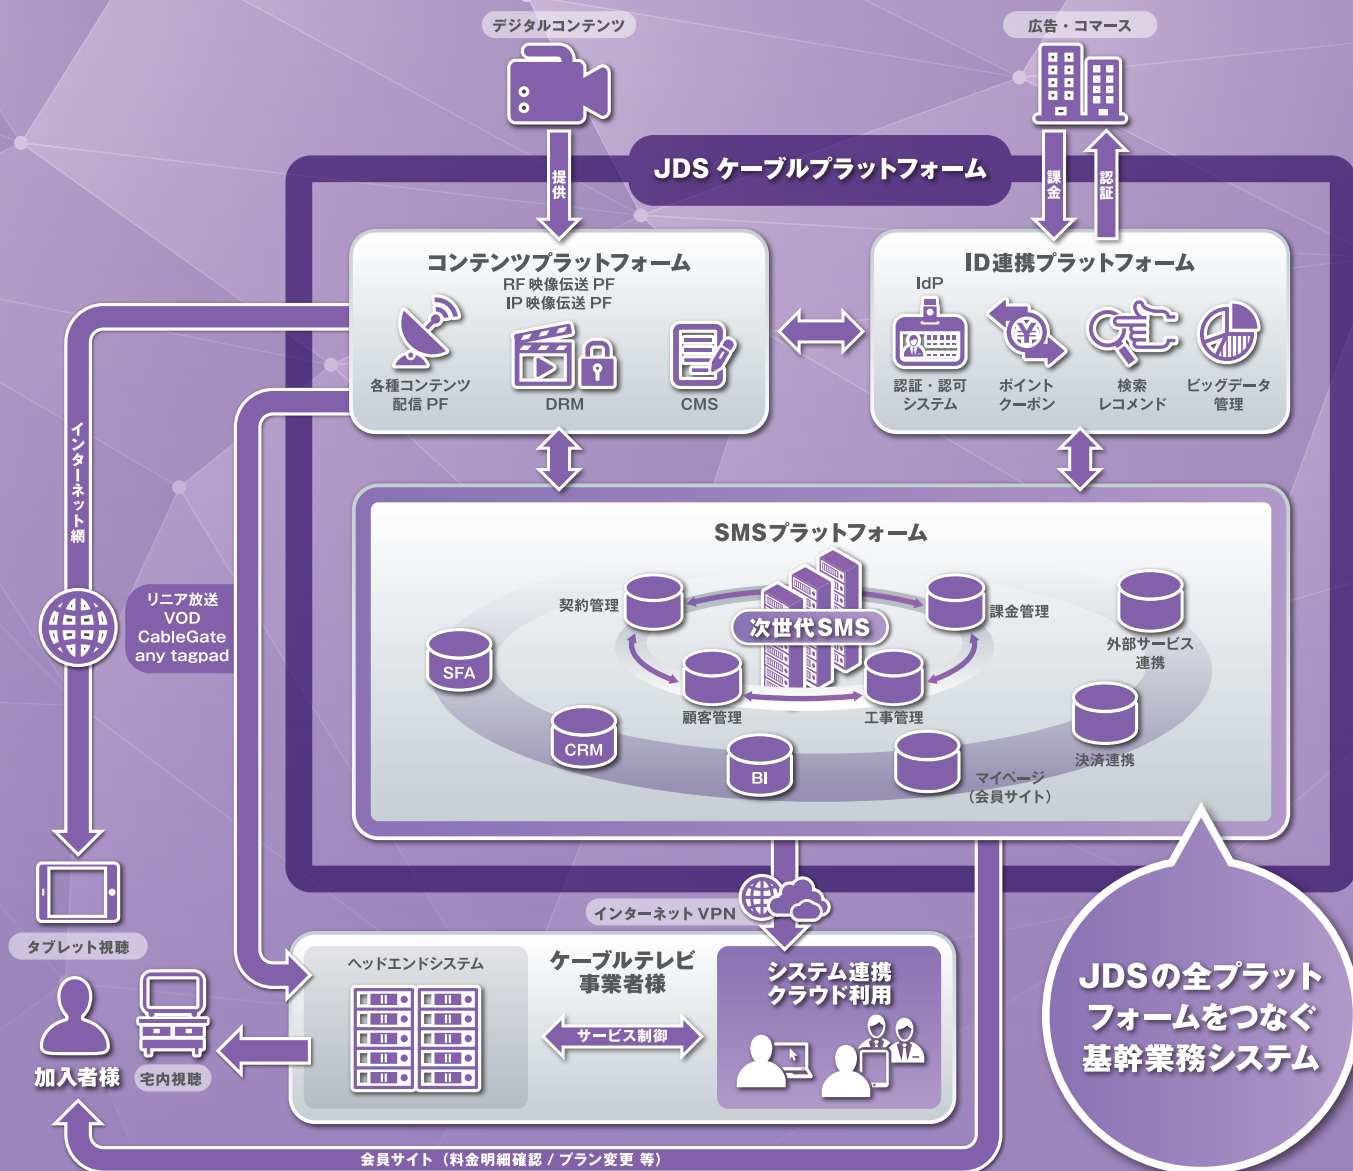 デジタルコンテンツ
広告・コマース
提供
課金
認証
JDS ケーブルプラットフォーム
コンテンツプラットフォーム
RF 映像伝送 PF
IP 映像伝送 PF
各種コンテンツ
配信 PF
DRM
CMS
ID連携プラットフォーム
IdP
認証・認可
システム
ポイント
クーポン
¥
検索
レコメンド
ビッグデータ
管理
インターネット網
リニア放送
VOD
CableGate
any tagpad
SMSプラットフォーム
次世代SMS
契約管理
課金管理
顧客管理
工事管理
SFA
CRM
BI
マイページ
（会員サイト）
決済連携
外部サービス
連携
JDSの全プラット
フォームをつなぐ
基幹業務システム
インターネット VPN
ヘッドエンドシステム
ケーブルテレビ
事業者様
サービス制御
システム連携
クラウド利用
タブレット視聴
加入者様
宅内視聴
会員サイト（料金明細確認 / プラン変更 等）